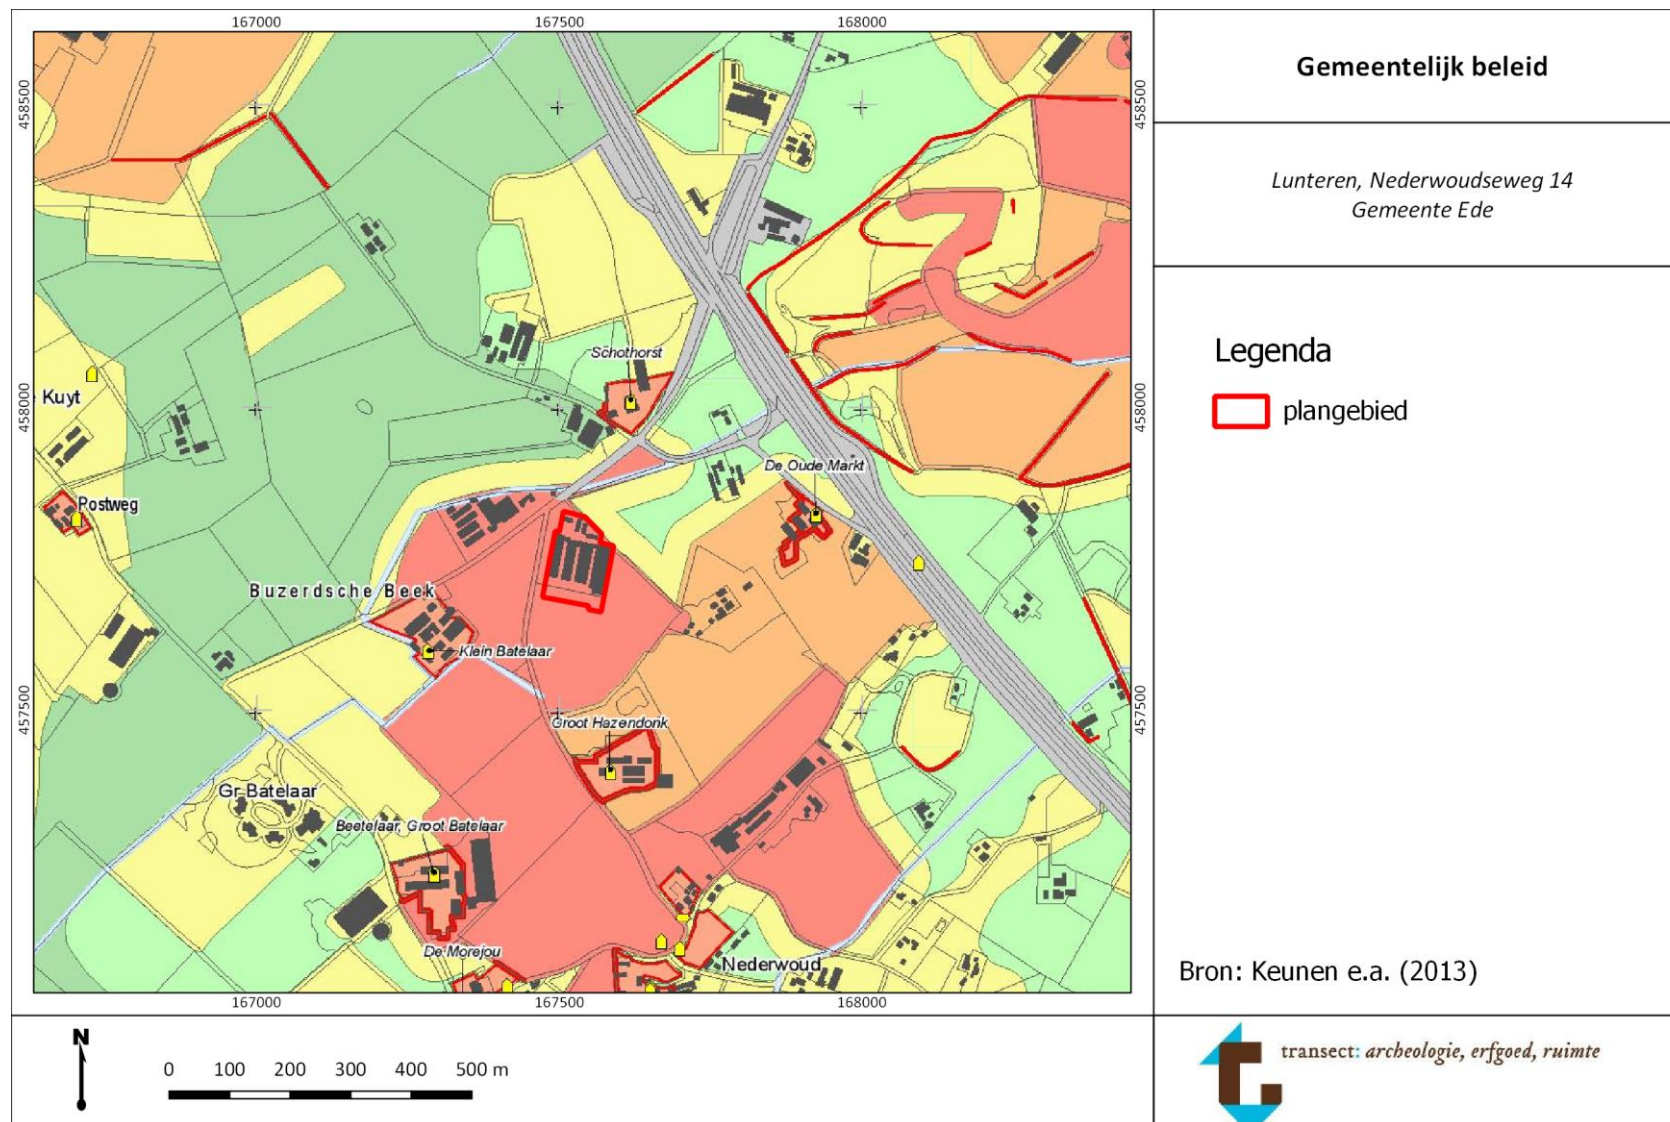 167000
167500
168000
458500
458500
Schothorst
458000
458000
Kuyt
De Oude Markt
Postweg
Buzerdsche Beek
Klein Batelaar
457500
457500
Groot Hazendonk
Gr Batelaar
Beetelaar, Groot Batelaar
De Morejou
Nederwoud
167000
167500
168000
N
0 100 200 300 400 500 m
Gemeentelijk beleid
Lunteren, Nederwoudseweg 14
Gemeente Ede
Legenda
plangebied
Bron: Keunen e.a. (2013)
transect: archeologie, erfgoed, ruimte